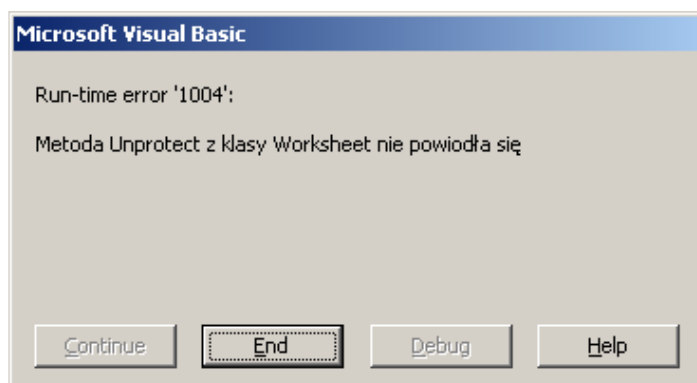 Microsoft Visual Basic
Run-time error '1004':
Metoda Unprotect z klasy Worksheet nie powiodła się
Continue End Debug Help